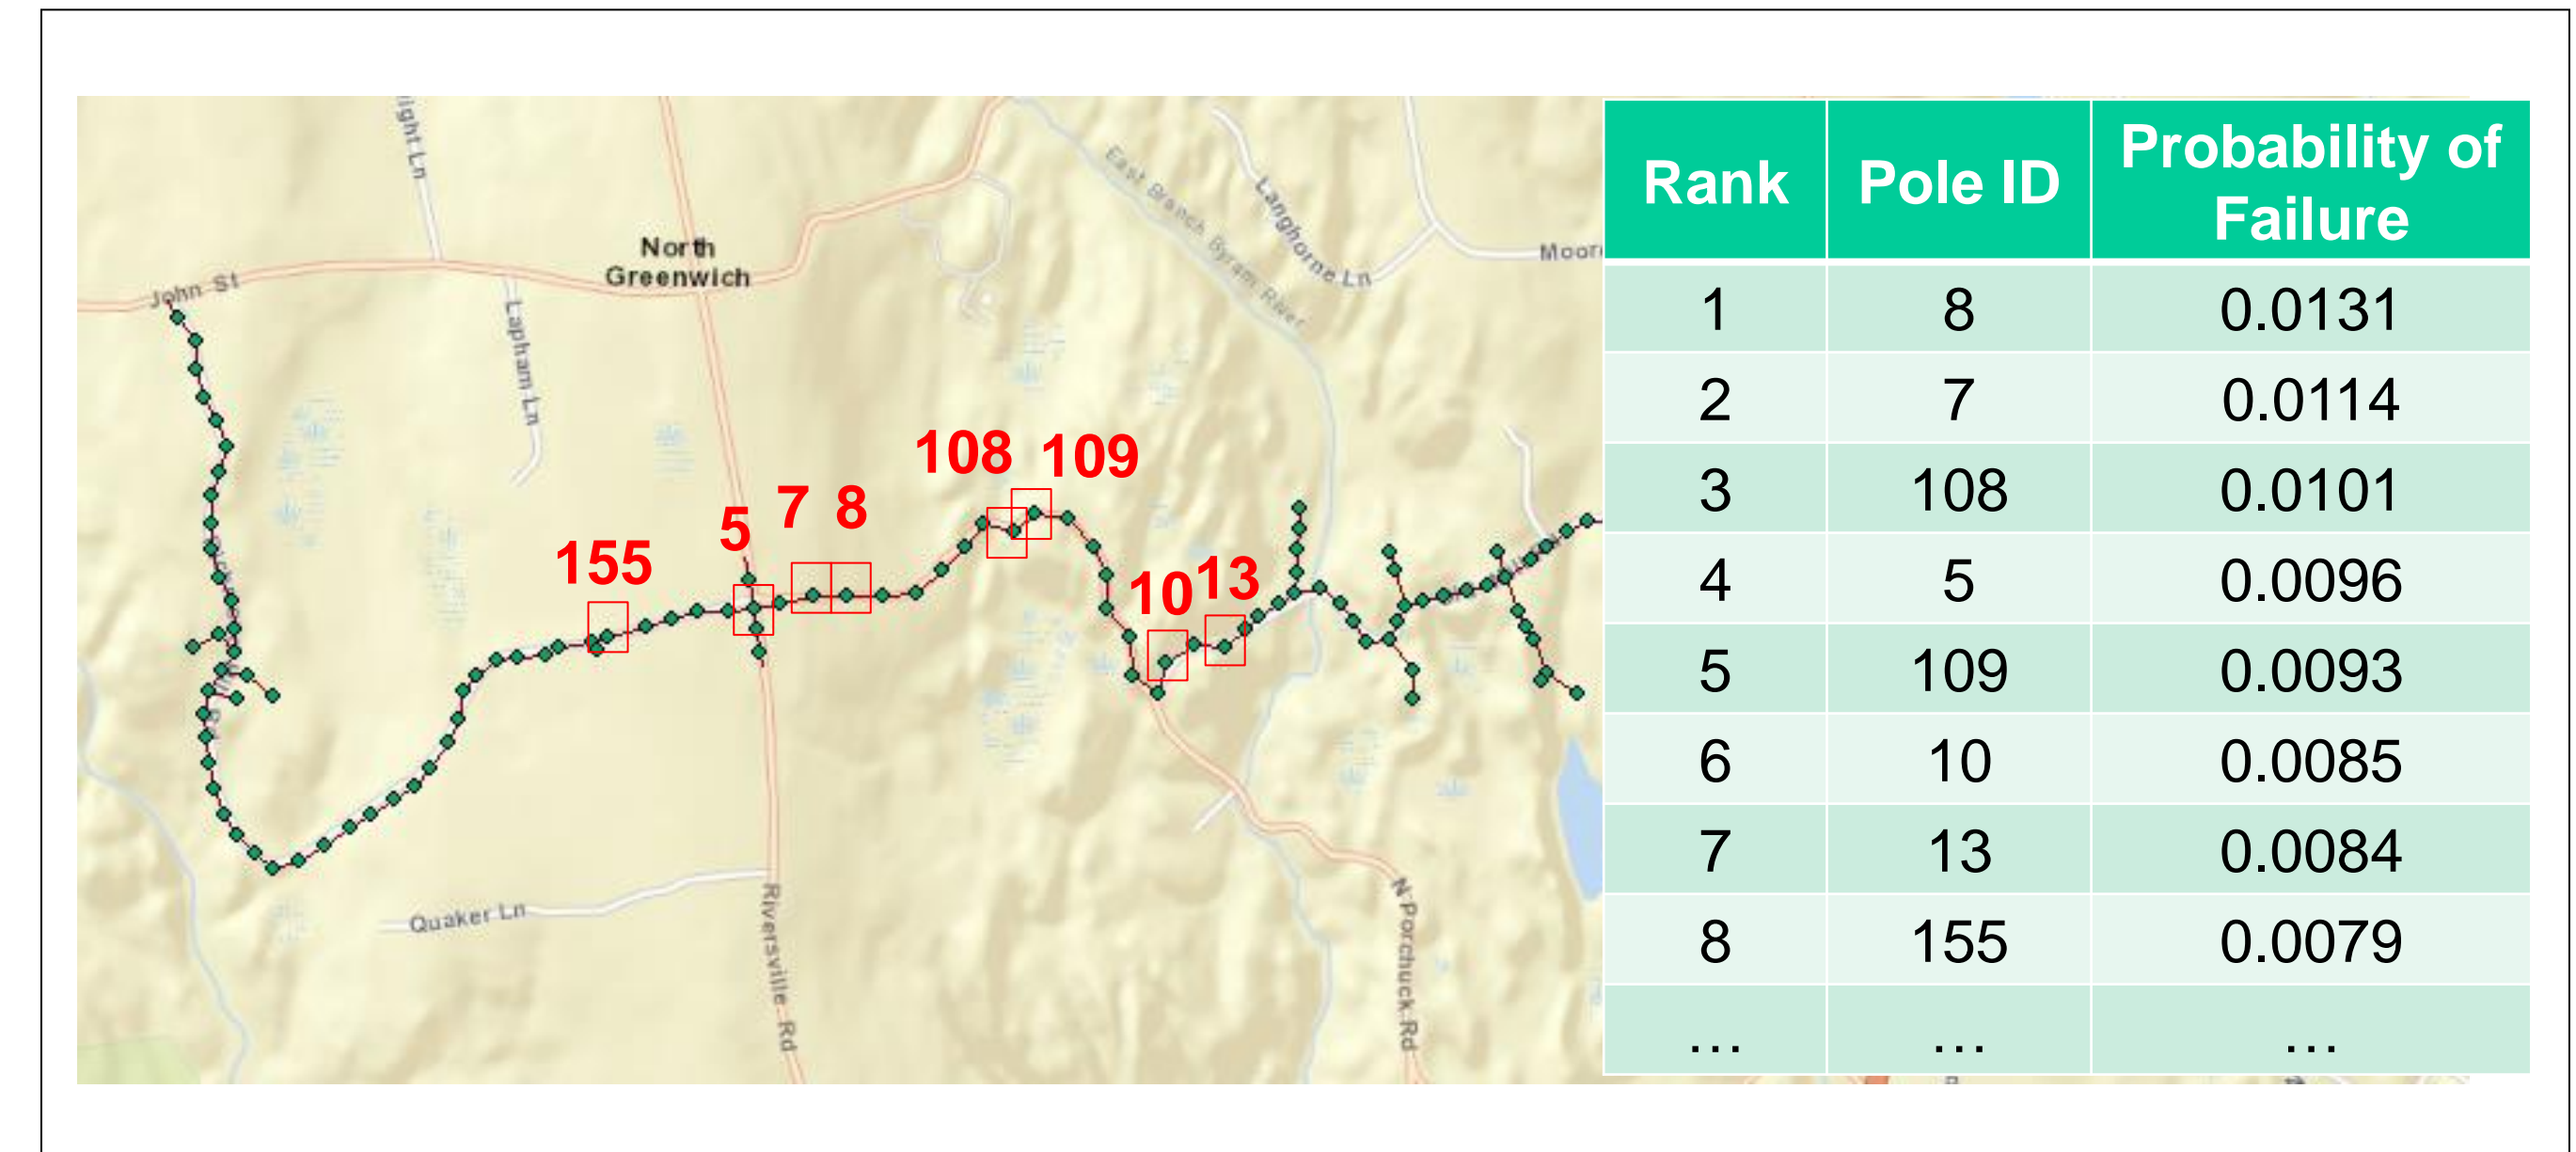 ight Ln
North
Greenwich
John St
Lapham Ln
East Branch Byram River
Langhorne Ln
Moor
108 109
7 8
5
155
10 13
Quaker Ln
Riversville Rd
N Porchuck Rd
Rank Pole ID Probability of
Failure
1 8 0.0131
2 7 0.0114
3 108 0.0101
4 5 0.0096
5 109 0.0093
6 10 0.0085
7 13 0.0084
8 155 0.0079
… … …